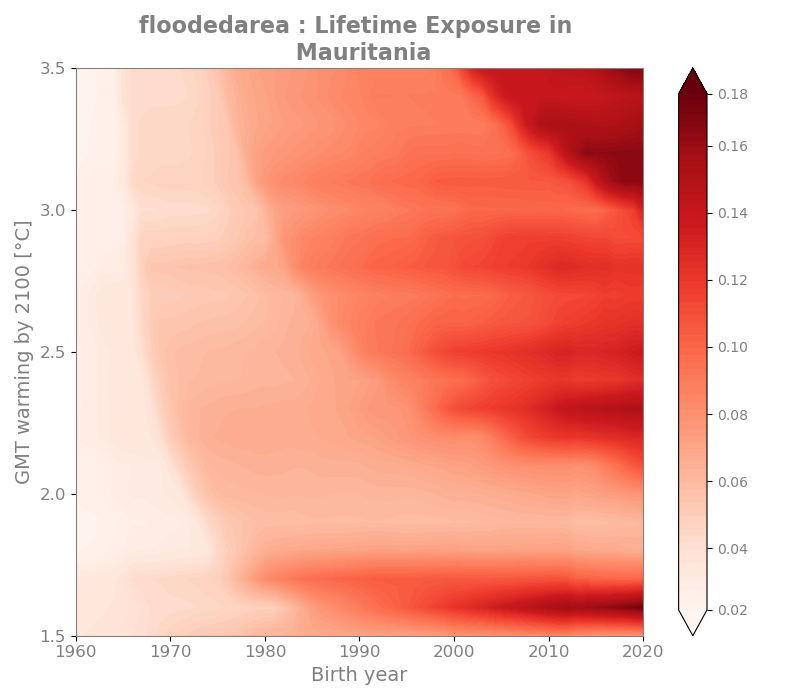 floodedarea : Lifetime Exposure in
Mauritania
3.5
3.0
2.5
2.0
1.5
GMT warming by 2100 [°C]
1960 1970 1980 1990 2000 2010 2020
Birth year
0.18
0.16
0.14
0.12
0.10
0.08
0.06
0.04
0.02